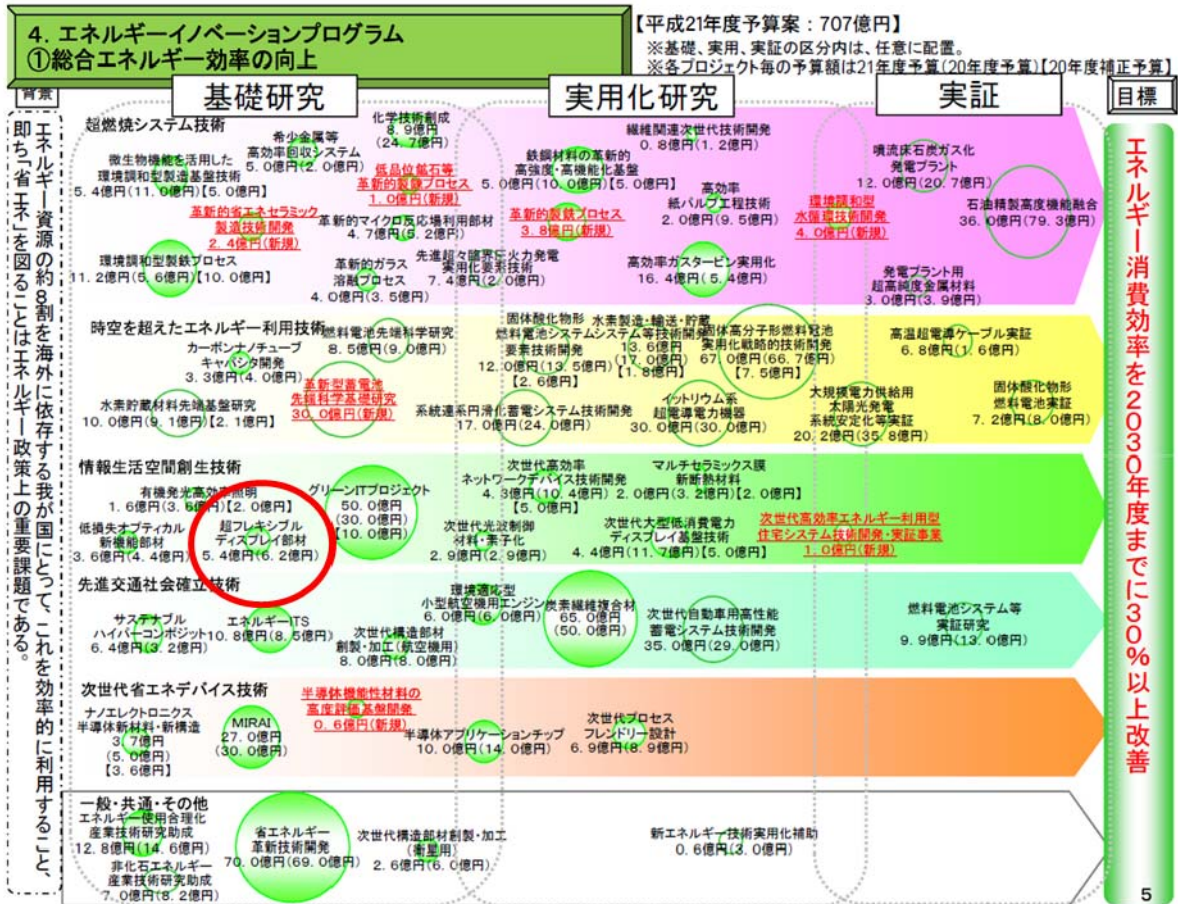 4. エネルギーイノベーションプログラム
①総合エネルギー効率の向上
【平成21年度予算案：707億円】
※基礎、実用、実証の区分内は、任意に配置。
※各プロジェクト毎の予算額は21年度予算(20年度予算)【20年度補正予算】
背景
基礎研究
実用化研究
実証
目標
エネルギー資源の約8割を海外に依存する我が国にとって、これを効率的に利用すること、
即ち「省エネ」を図ることはエネルギー政策上の重要課題である。
超燃焼システム技術
微生物機能を活用した
環境調和型製造基盤技術
5.4億円(11.0億円)【5.0億円】
希少金属等
高効率回収システム
5.0億円(2.0億円)
化学技術創成
8.9億円
(24.7億円)
低品位鉱石等
革新的製鉄プロセス
1.0億円(新規)
革新的省エネセラミック
製造技術開発
2.4億円(新規)
革新的マイクロ反応場利用部材
4.7億円(5.2億円)
環境調和型製鉄プロセス
11.2億円(5.6億円)【10.0億円】
革新的ガラス
溶融プロセス
4.0億円(3.5億円)
先進超々臨界圧火力発電
実用化要素技術
7.4億円(2.0億円)
繊維関連次世代技術開発
0.8億円(1.2億円)
鉄鋼材料の革新的
高強度・高機能化基盤
5.0億円(10.0億円)【5.0億円】
革新的製鉄プロセス
3.8億円(新規)
高効率
紙パルプ工程技術
2.0億円(9.5億円)
高効率ガスタービン実用化
16.4億円(5.4億円)
環境調和型
水循環技術開発
4.0億円(新規)
噴流床石炭ガス化
発電プラント
12.0億円(20.7億円)
石油精製高度機能融合
36.0億円(79.3億円)
発電プラント用
超高純度金属材料
3.0億円(3.9億円)
時空を超えたエネルギー利用技術
カーボンナノチューブ
キャパシタ開発
3.3億円(4.0億円)
燃料電池先端科学研究
8.5億円(9.0億円)
水素貯蔵材料先端基盤研究
10.0億円(9.1億円)【2.1億円】
革新型蓄電池
先端科学基礎研究
30.0億円(新規)
固体酸化物形
燃料電池システム
要素技術開発
12.0億円(13.5億円)
【2.6億円】
水素製造・輸送・貯蔵
システム等技術開発
13.6億円
(17.0億円)
【1.8億円】
固体高分子形燃料電池
実用化戦略的技術開発
67.0億円(66.7億円)
【7.5億円】
系統連系円滑化蓄電システム技術開発
17.0億円(24.0億円)
イットリウム系
超電導電力機器
30.0億円(30.0億円)
高温超電導ケーブル実証
6.8億円(1.6億円)
大規模電力供給用
太陽光発電
系統安定化等実証
20.2億円(35.8億円)
固体酸化物形
燃料電池実証
7.2億円(8.0億円)
情報生活空間創生技術
有機発光高効率照明
1.6億円(3.6億円)【2.0億円】
低損失オプティカル
新機能部材
3.6億円(4.4億円)
超フレキシブル
ディスプレイ部材
5.4億円(6.2億円)
グリーンITプロジェクト
50.0億円
(30.0億円)
【10.0億円】
次世代高効率
ネットワークデバイス技術開発
4.3億円(10.4億円)
【5.0億円】
マルチセラミックス膜
新断熱材料
2.0億円(3.2億円)【2.0億円】
次世代光波制御
材料・素子化
2.9億円(2.9億円)
次世代大型低消費電力
ディスプレイ基盤技術
4.4億円(11.7億円)【5.0億円】
次世代高効率エネルギー利用型
住宅システム技術開発・実証事業
1.0億円(新規)
先進交通社会確立技術
サステナブル
ハイパーコンポジット
6.4億円(3.2億円)
エネルギーITS
10.8億円(8.5億円)
次世代構造部材
創製・加工(航空機用)
8.0億円(8.0億円)
環境適応型
小型航空機用エンジン
6.0億円(6.0億円)
炭素繊維複合材
65.0億円
(50.0億円)
次世代自動車用高性能
蓄電システム技術開発
35.0億円(29.0億円)
燃料電池システム等
実証研究
9.9億円(13.0億円)
次世代省エネデバイス技術
ナノエレクトロニクス
半導体新材料・新構造
3.7億円
(5.0億円)
【3.6億円】
MIRAI
27.0億円
(30.0億円)
半導体機能性材料の
高度評価基盤開発
0.6億円(新規)
半導体アプリケーションチップ
10.0億円(14.0億円)
次世代プロセス
フレンドリー設計
6.9億円(8.9億円)
一般・共通・その他
エネルギー使用合理化
産業技術研究助成
12.8億円(14.6億円)
非化石エネルギー
産業技術研究助成
7.0億円(8.2億円)
省エネルギー
革新技術開発
70.0億円(69.0億円)
次世代構造部材創製・加工
(衛星用)
2.6億円(6.0億円)
新エネルギー技術実用化補助
0.6億円(3.0億円)
エネルギー消費効率を2030年度までに30%以上改善
5